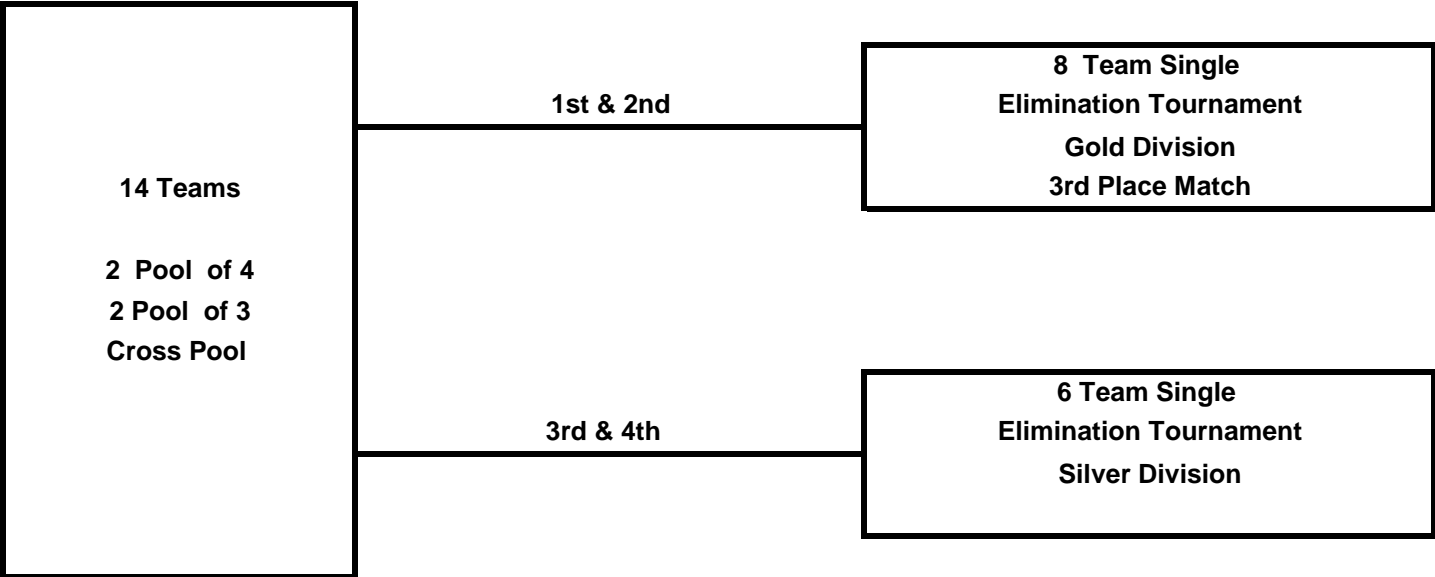 14 Teams
2 Pool of 4
2 Pool of 3
Cross Pool
1st & 2nd
8 Team Single
Elimination Tournament
Gold Division
3rd Place Match
3rd & 4th
6 Team Single
Elimination Tournament
Silver Division